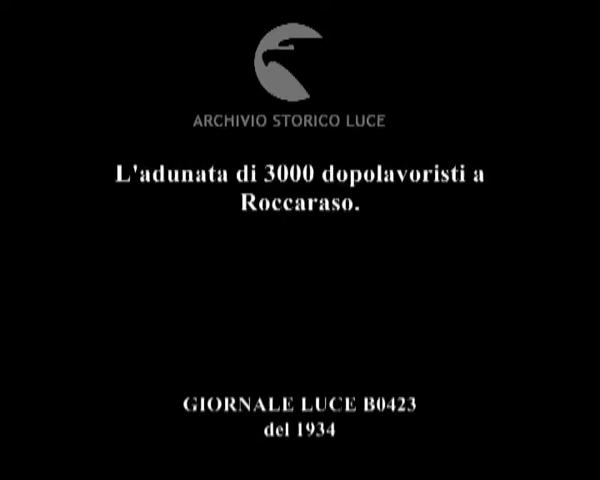 ARCHIVIO STORICO LUCE
L'adunata di 3000 dopolavoristi a
Roccaraso.
GIORNALE LUCE B0423
del 1934